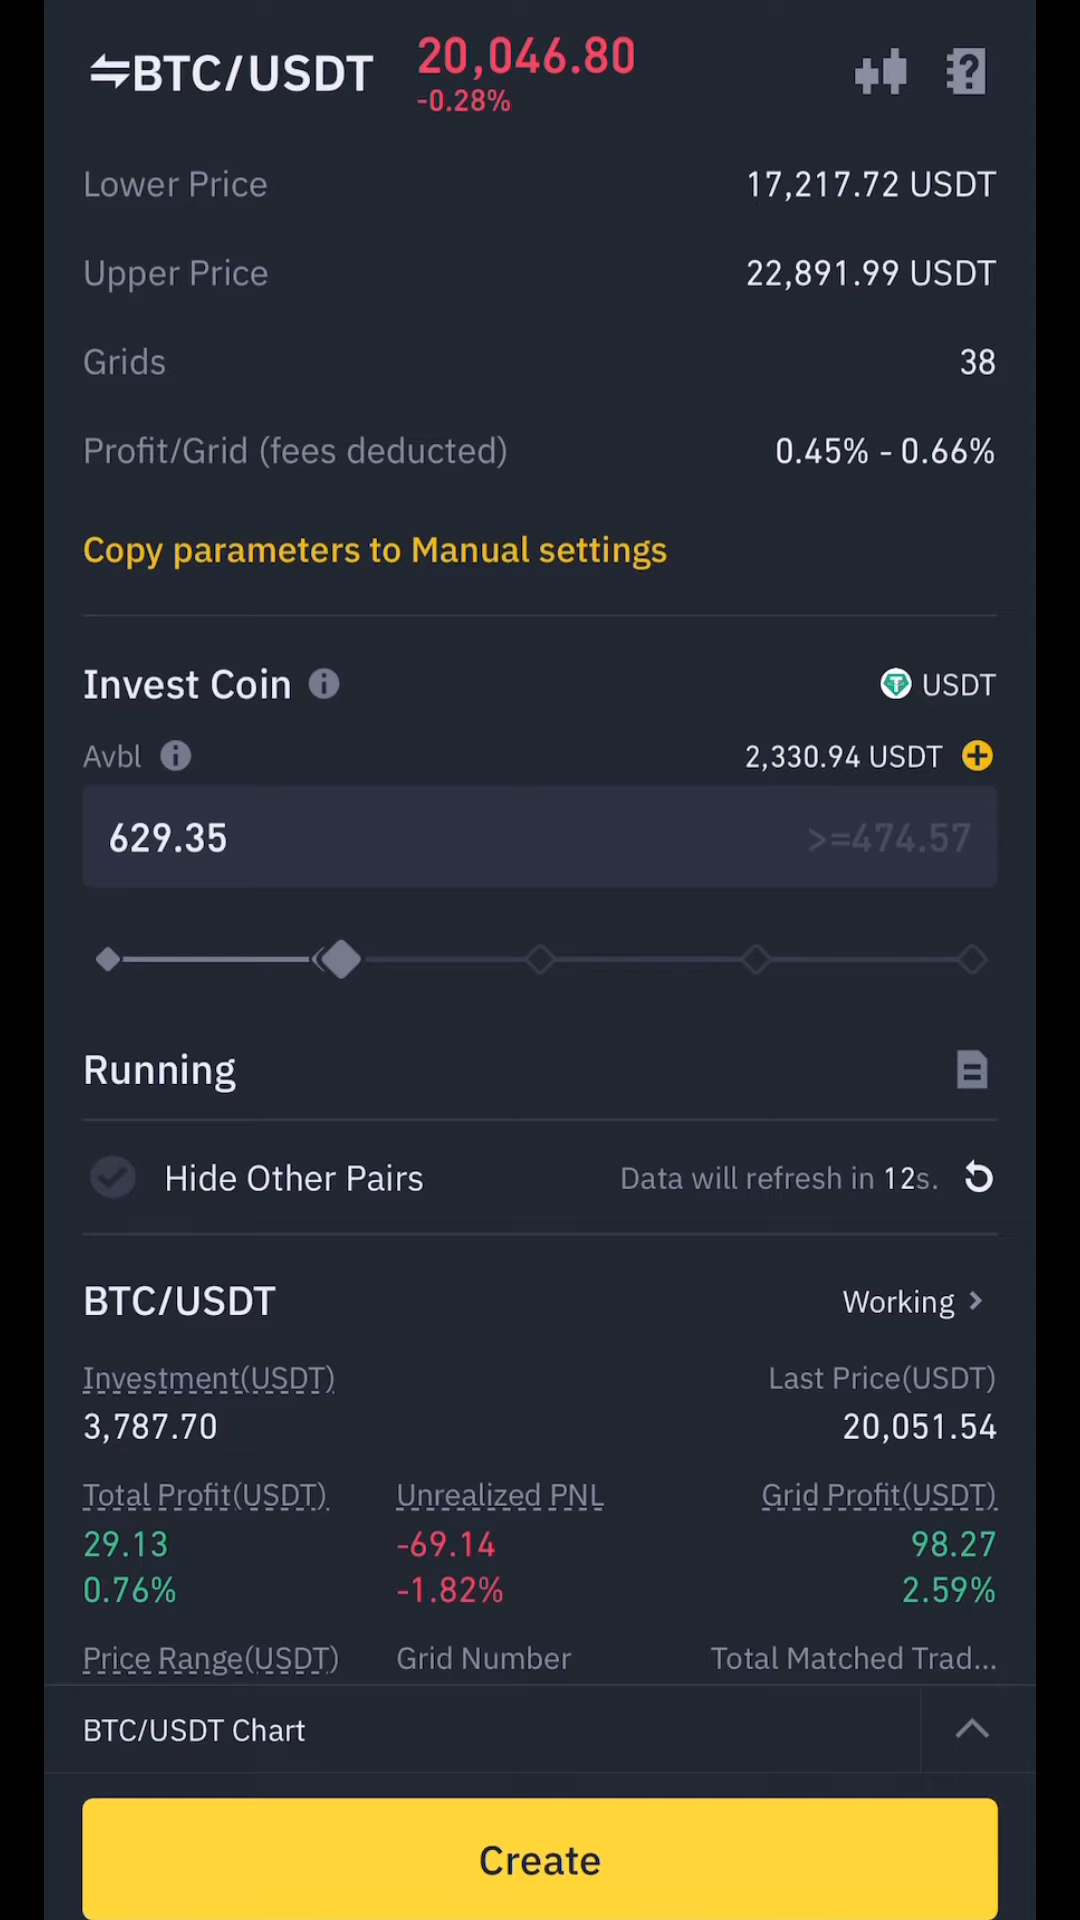 BTC/USDT 20,046.80
-0.28%
Lower Price 17,217.72 USDT
Upper Price 22,891.99 USDT
Grids 38
Profit/Grid (fees deducted) 0.45% - 0.66%
Copy parameters to Manual settings
Invest Coin USDT
Avbl 2,330.94 USDT
629.35 >=474.57
Running
Hide Other Pairs Data will refresh in 12s.
BTC/USDT Working
Investment(USDT) Last Price(USDT)
3,787.70 20,051.54
Total Profit(USDT) Unrealized PNL Grid Profit(USDT)
29.13 -69.14 98.27
0.76% -1.82% 2.59%
Price Range(USDT) Grid Number Total Matched Trad...
BTC/USDT Chart
Create